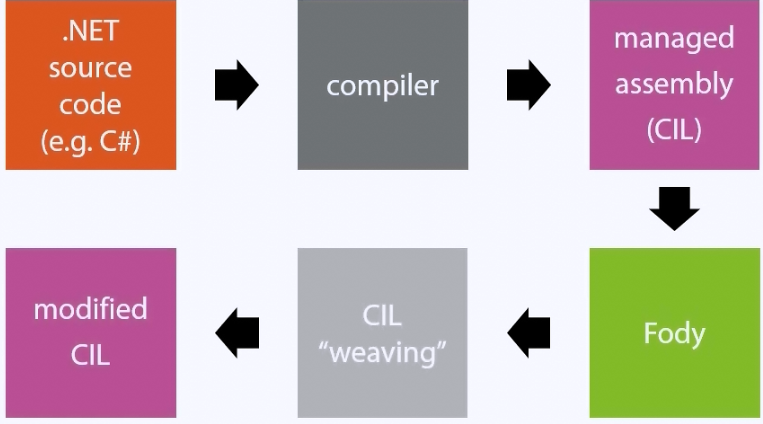 .NET
source
code
(e.g. C#)
compiler
managed
assembly
(CIL)
modified
CIL
CIL
“weaving”
Fody